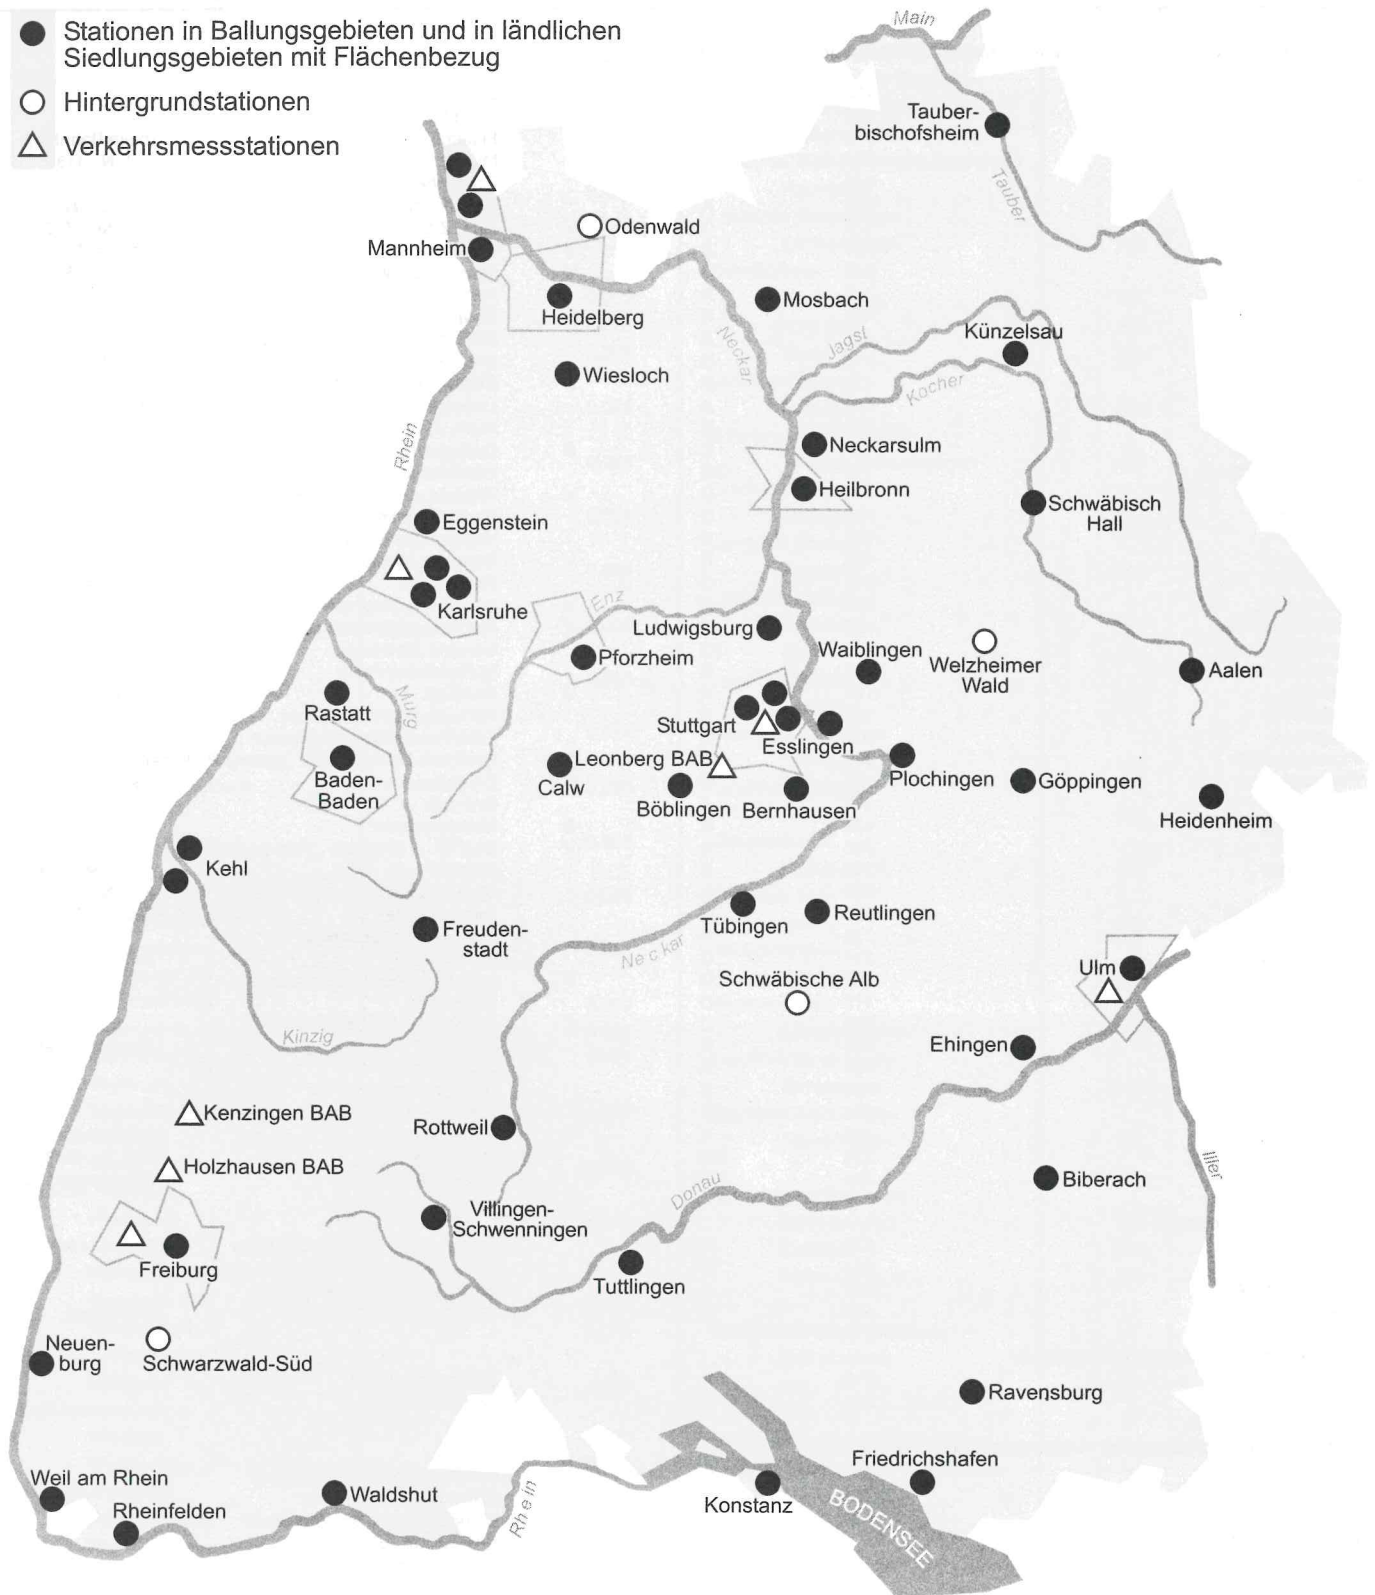 Stationen in Ballungsgebieten und in ländlichen
Siedlungsgebieten mit Flächenbezug
Hintergrundstationen
Verkehrsmessstationen
Main
Tauber-
bischofsheim
Tauber
Odenwald
Mannheim
Heidelberg
Mosbach
Neckar
Jagst
Künzelsau
Kocher
Wiesloch
Rhein
Neckarsulm
Heilbronn
Schwäbisch
Hall
Eggenstein
Karlsruhe
Enz
Ludwigsburg
Pforzheim
Waiblingen
Welzheimer
Wald
Aalen
Rastatt
Murg
Stuttgart
Esslingen
Leonberg BAB
Baden-
Baden
Calw
Böblingen
Bernhausen
Plochingen
Göppingen
Heidenheim
Kehl
Freuden-
stadt
Tübingen
Reutlingen
Neckar
Schwäbische Alb
Ulm
Kinzig
Ehingen
Kenzingen BAB
Rottweil
Holzhausen BAB
Iller
Biberach
Donau
Villingen-
Schwenningen
Freiburg
Tuttlingen
Neuen-
burg
Schwarzwald-Süd
Ravensburg
Friedrichshafen
Weil am Rhein
Rheinfelden
Waldshut
Rhein
Konstanz
BODENSEE